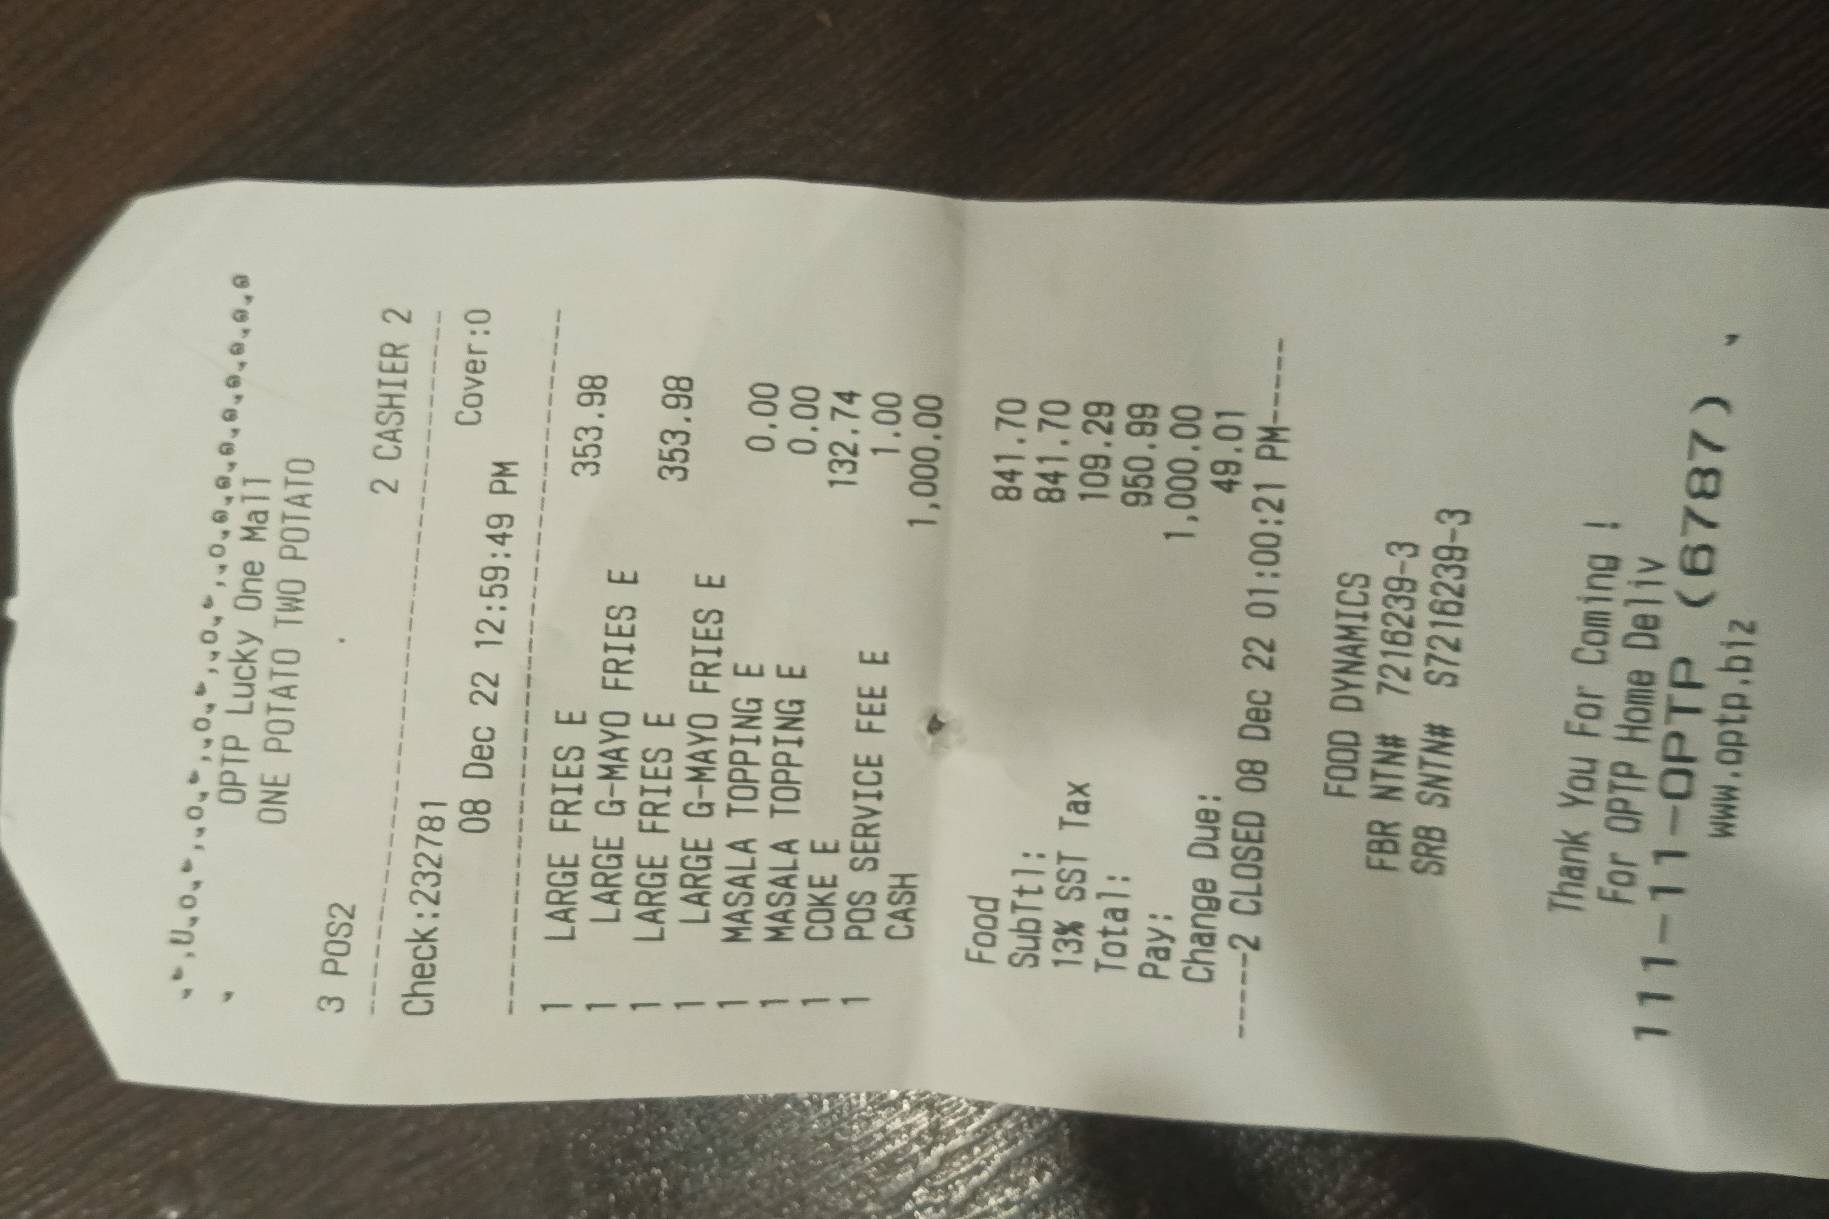 OPTP Lucky One Mall
ONE POTATO TWO POTATO
3 POS2 2 CASHIER 2
Check:232781 Cover:0
08 Dec 22 12:59:49 PM
1 LARGE FRIES E 353.98
1 LARGE G-MAYO FRIES E
1 LARGE FRIES E 353.98
1 LARGE G-MAYO FRIES E
1 MASALA TOPPING E 0.00
1 MASALA TOPPING E 0.00
1 COKE E 132.74
1 POS SERVICE FEE E 1.00
CASH 1,000.00
Food 841.70
SubTtl: 841.70
13% SST Tax 109.29
Total: 950.99
Pay: 1,000.00
Change Due: 49.01
-----2 CLOSED 08 Dec 22 01:00:21 PM-----
FOOD DYNAMICS
FBR NTN# 7216239-3
SRB SNTN# S7216239-3
Thank You For Coming !
For OPTP Home Deliv
111-11-OPTP (6787)
www.optp.biz